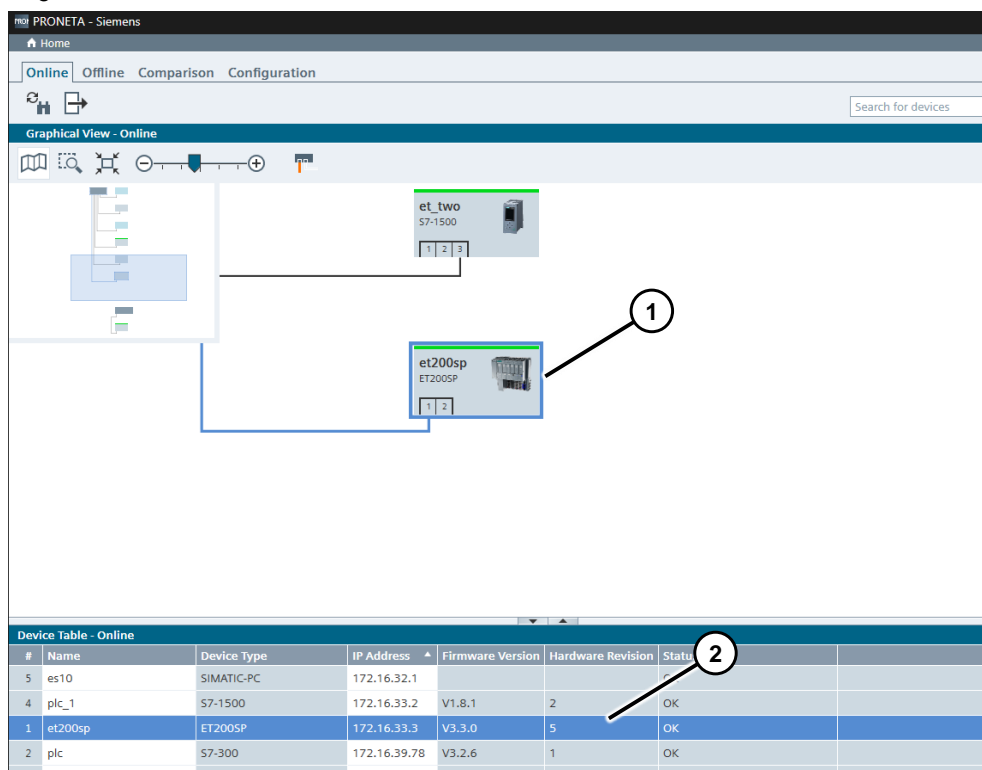 PRONETA - Siemens
Home
Online Offline Comparison Configuration
Search for devices
Graphical View - Online
et_two
S7-1500
1 2 3
1
et200sp
ET200SP
1 2
Device Table - Online
2
# Name Device Type IP Address Firmware Version Hardware Revision
5 es10 SIMATIC-PC 172.16.32.1
4 plc_1 S7-1500 172.16.33.2 V1.8.1 2 OK
1 et200sp ET200SP 172.16.33.3 V3.3.0 5 OK
2 plc S7-300 172.16.39.78 V3.2.6 1 OK